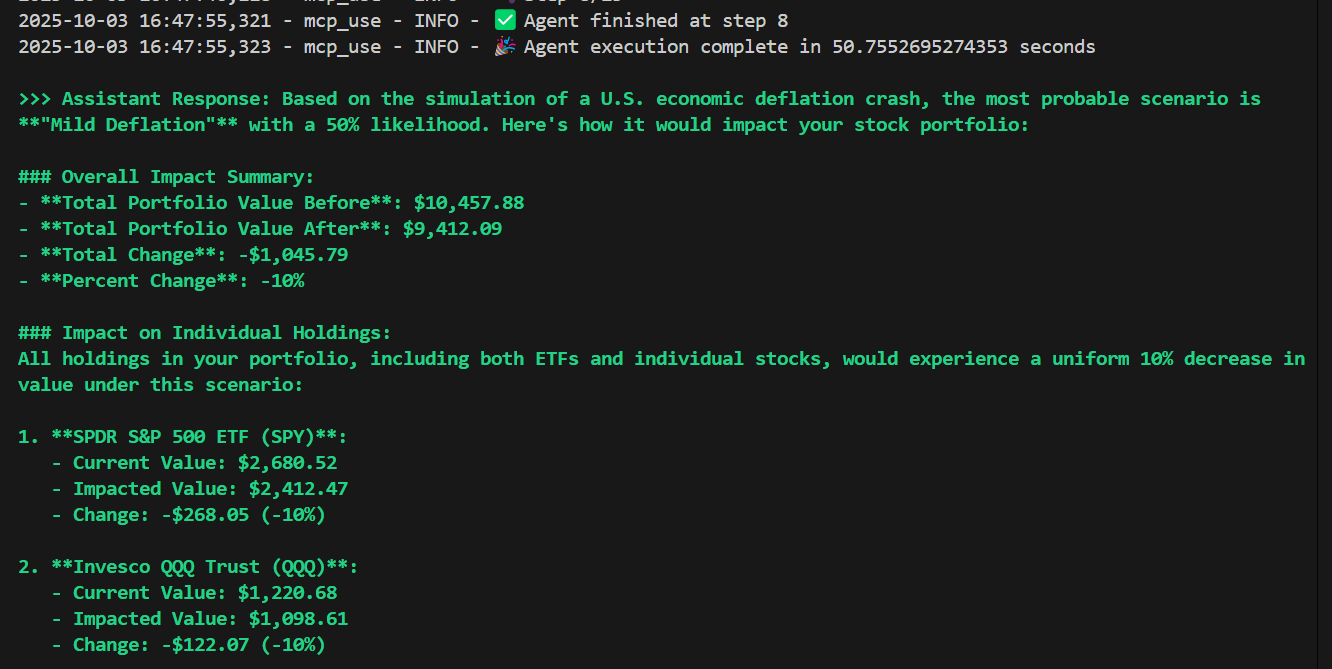 2025-10-03 16:47:55,321 - mcp_use - INFO - ✅ Agent finished at step 8
2025-10-03 16:47:55,323 - mcp_use - INFO - 🎉 Agent execution complete in 50.7552695274353 seconds
>>> Assistant Response: Based on the simulation of a U.S. economic deflation crash, the most probable scenario is
**"Mild Deflation"** with a 50% likelihood. Here's how it would impact your stock portfolio:
### Overall Impact Summary:
- **Total Portfolio Value Before**: $10,457.88
- **Total Portfolio Value After**: $9,412.09
- **Total Change**: -$1,045.79
- **Percent Change**: -10%
### Impact on Individual Holdings:
All holdings in your portfolio, including both ETFs and individual stocks, would experience a uniform 10% decrease in
value under this scenario:
1. **SPDR S&P 500 ETF (SPY)**:
- Current Value: $2,680.52
- Impacted Value: $2,412.47
- Change: -$268.05 (-10%)
2. **Invesco QQQ Trust (QQQ)**:
- Current Value: $1,220.68
- Impacted Value: $1,098.61
- Change: -$122.07 (-10%)